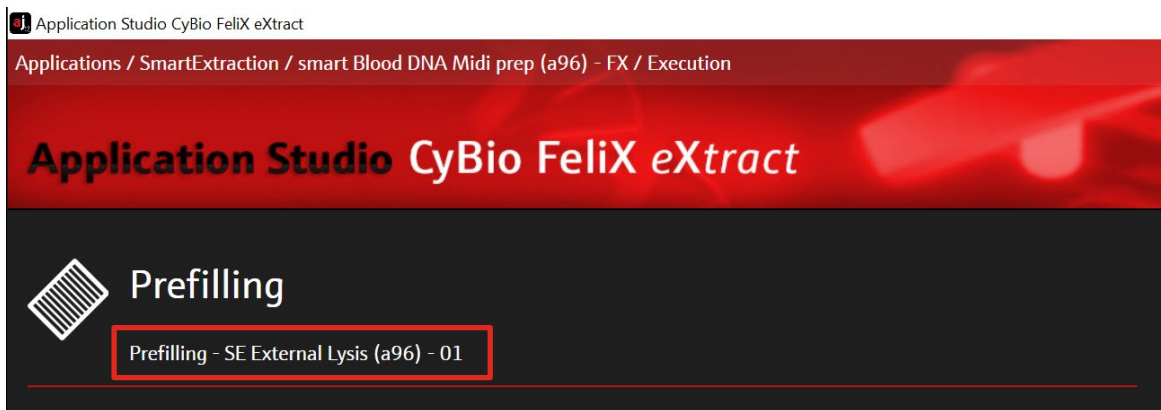 aj Application Studio CyBio FeliX eXtract
Applications / SmartExtraction / smart Blood DNA Midi prep (a96) - FX / Execution
Application Studio CyBio FeliX eXtract
Prefilling
Prefilling - SE External Lysis (a96) - 01